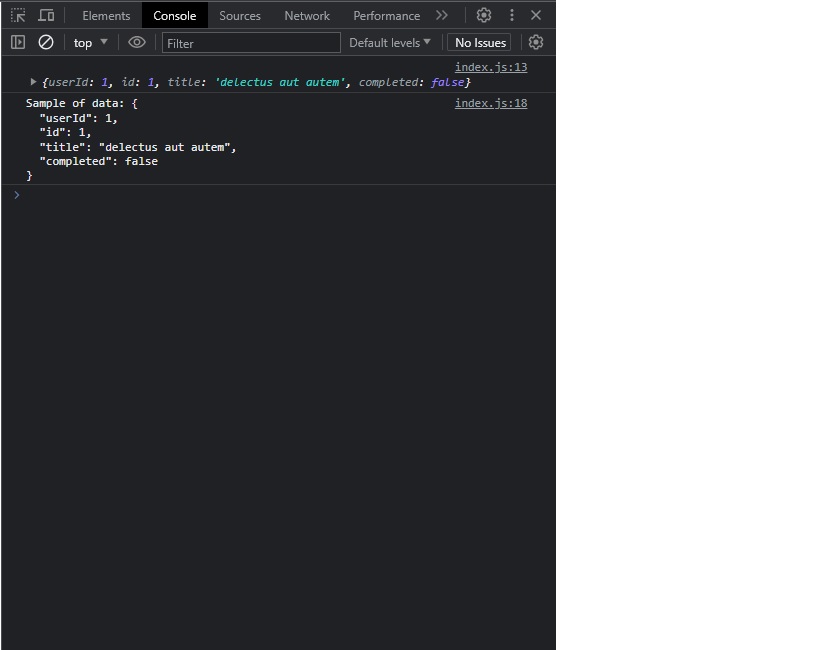 Elements Console Sources Network Performance
top Filter Default levels No Issues
index.js:13
{userId: 1, id: 1, title: 'delectus aut autem', completed: false}
Sample of data: { index.js:18
"userId": 1,
"id": 1,
"title": "delectus aut autem",
"completed": false
}